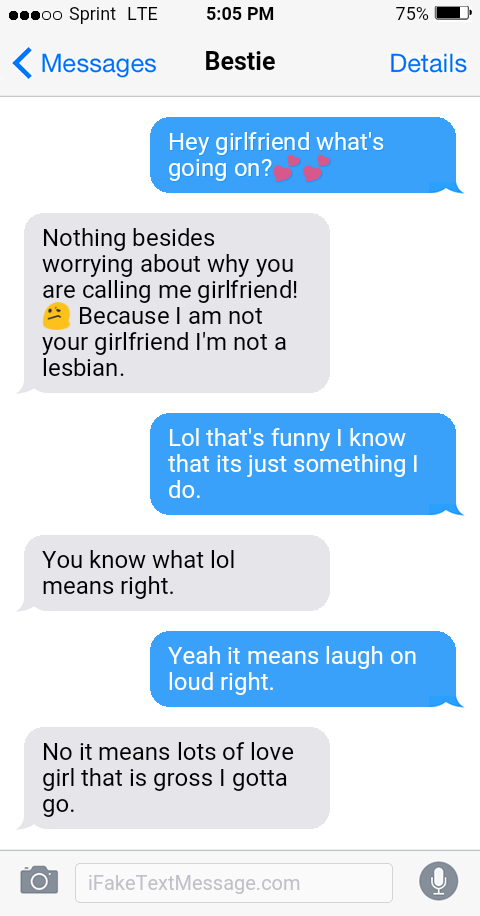 Sprint LTE 5:05 PM 75%
Messages Bestie Details
Hey girlfriend what's
going on?💕💕
Nothing besides
worrying about why you
are calling me girlfriend!
😕 Because I am not
your girlfriend I'm not a
lesbian.
Lol that's funny I know
that its just something I
do.
You know what lol
means right.
Yeah it means laugh on
loud right.
No it means lots of love
girl that is gross I gotta
go.
iFakeTextMessage.com